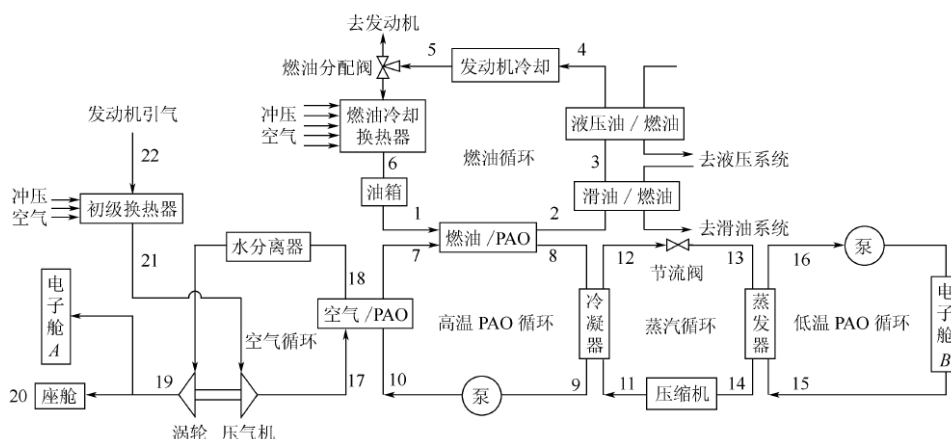 去发动机
5
4
燃油分配阀
发动机冷却
冲压
空气
燃油冷却
换热器
液压油/燃油
发动机引气
燃油循环
去液压系统
22
6
3
冲压
空气
初级换热器
油箱
滑油/燃油
1
2
去滑油系统
21
水分离器
燃油/PAO
7
8
12
13
16
泵
18
节流阀
电子舱A
空气循环
空气/PAO
高温 PAO 循环
冷凝器
蒸汽循环
蒸发器
低温 PAO 循环
电子舱B
20
座舱
19
17
10
泵
9
11
压缩机
14
15
涡轮
压气机